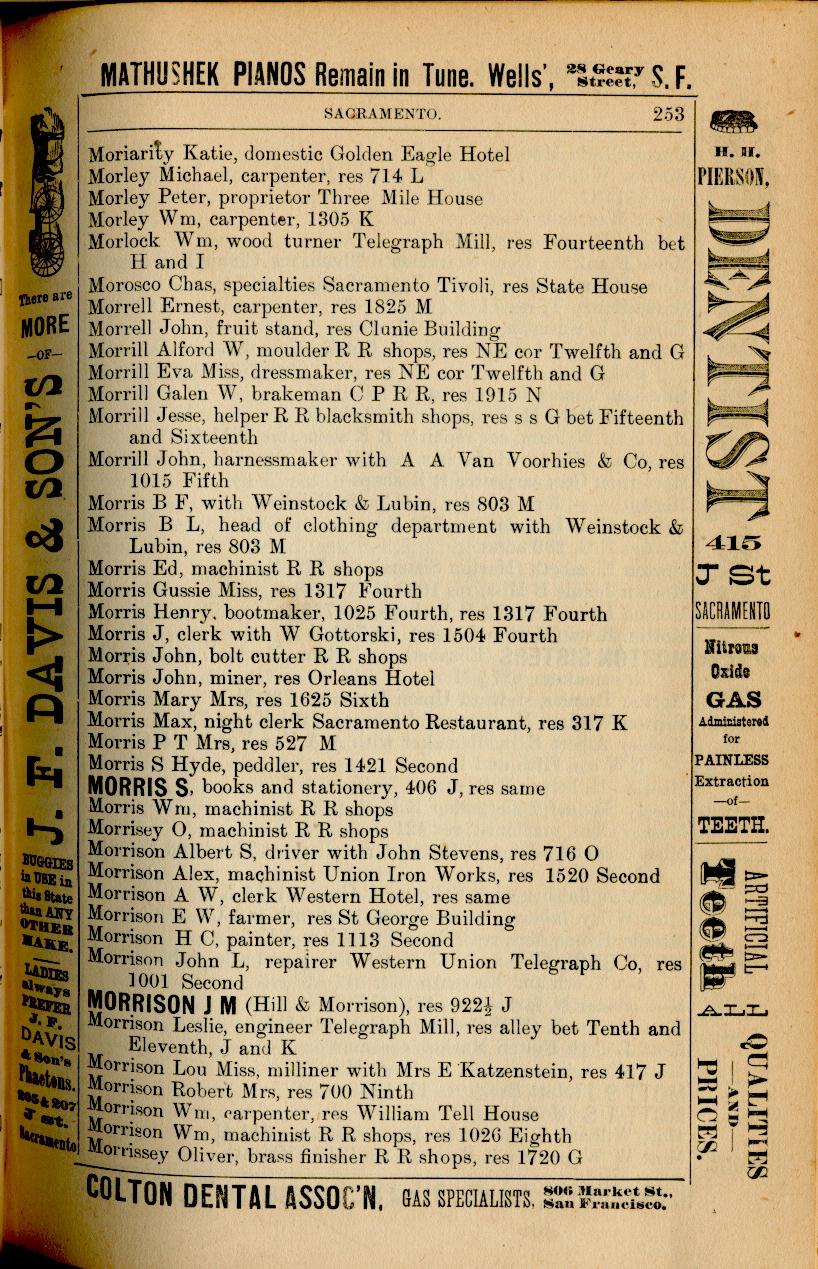 MATHUSHEK PIANOS Remain in Tune. Wells', 28 Geary Street, S. F.
SACRAMENTO. 253
Moriarity Katie, domestic Golden Eagle Hotel
Morley Michael, carpenter, res 714 L
Morley Peter, proprietor Three Mile House
Morley Wm, carpenter, 1305 K
Morlock Wm, wood turner Telegraph Mill, res Fourteenth bet
H and I
Morosco Chas, specialties Sacramento Tivoli, res State House
Morrell Ernest, carpenter, res 1825 M
Morrell John, fruit stand, res Clunie Building
Morrill Alford W, moulder R R shops, res NE cor Twelfth and G
Morrill Eva Miss, dressmaker, res NE cor Twelfth and G
Morrill Galen W, brakeman C P R R, res 1915 N
Morrill Jesse, helper R R blacksmith shops, res s s G bet Fifteenth
and Sixteenth
Morrill John, harnessmaker with A A Van Voorhies & Co, res
1015 Fifth
Morris B F, with Weinstock & Lubin, res 803 M
Morris B L, head of clothing department with Weinstock &
Lubin, res 803 M
Morris Ed, machinist R R shops
Morris Gussie Miss, res 1317 Fourth
Morris Henry, bootmaker, 1025 Fourth, res 1317 Fourth
Morris J, clerk with W Gottorski, res 1504 Fourth
Morris John, bolt cutter R R shops
Morris John, miner, res Orleans Hotel
Morris Mary Mrs, res 1625 Sixth
Morris Max, night clerk Sacramento Restaurant, res 317 K
Morris P T Mrs, res 527 M
Morris S Hyde, peddler, res 1421 Second
MORRIS S, books and stationery, 406 J, res same
Morris Wm, machinist R R shops
Morrisey O, machinist R R shops
Morrison Albert S, driver with John Stevens, res 716 O
Morrison Alex, machinist Union Iron Works, res 1520 Second
Morrison A W, clerk Western Hotel, res same
Morrison E W, farmer, res St George Building
Morrison H C, painter, res 1113 Second
Morrison John L, repairer Western Union Telegraph Co, res
1001 Second
MORRISON J M (Hill & Morrison), res 922½ J
Morrison Leslie, engineer Telegraph Mill, res alley bet Tenth and
Eleventh, J and K
Morrison Lou Miss, milliner with Mrs E Katzenstein, res 417 J
Morrison Robert Mrs, res 700 Ninth
Morrison Wm, carpenter, res William Tell House
Morrison Wm, machinist R R shops, res 1026 Eighth
Morrissey Oliver, brass finisher R R shops, res 1720 G
COLTON DENTAL ASSOC'N, GAS SPECIALISTS, 806 Market St., San Francisco.
There are
MORE
—OF—
J. F. DAVIS & SON'S
BUGGIES
in USE in
this State
than ANY
OTHER
MAKE.
LADIES
always
PREFER
J. F.
DAVIS
& Son's
Phaetons.
205 & 207
J st.
Sacramento
H. H.
PIERSON,
DENTIST
415
J St
SACRAMENTO
Nitrous
Oxide
GAS
Administered
for
PAINLESS
Extraction
—of—
TEETH.
ARTIFICIAL
Teeth
ALL
QUALITIES
—AND—
PRICES.